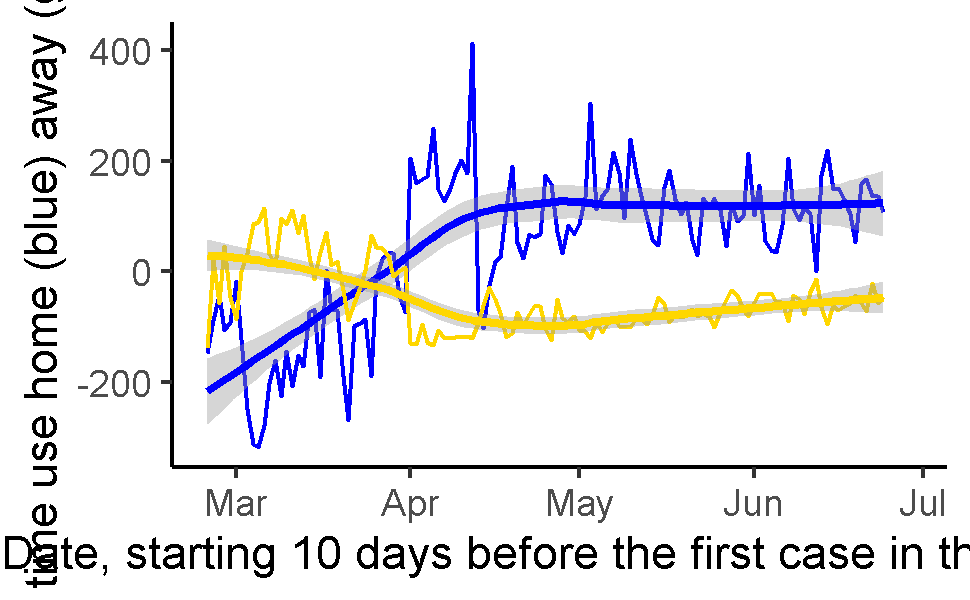 time use home (blue) away (
400
200
0
-200
Mar Apr May Jun Jul
Date, starting 10 days before the first case in th